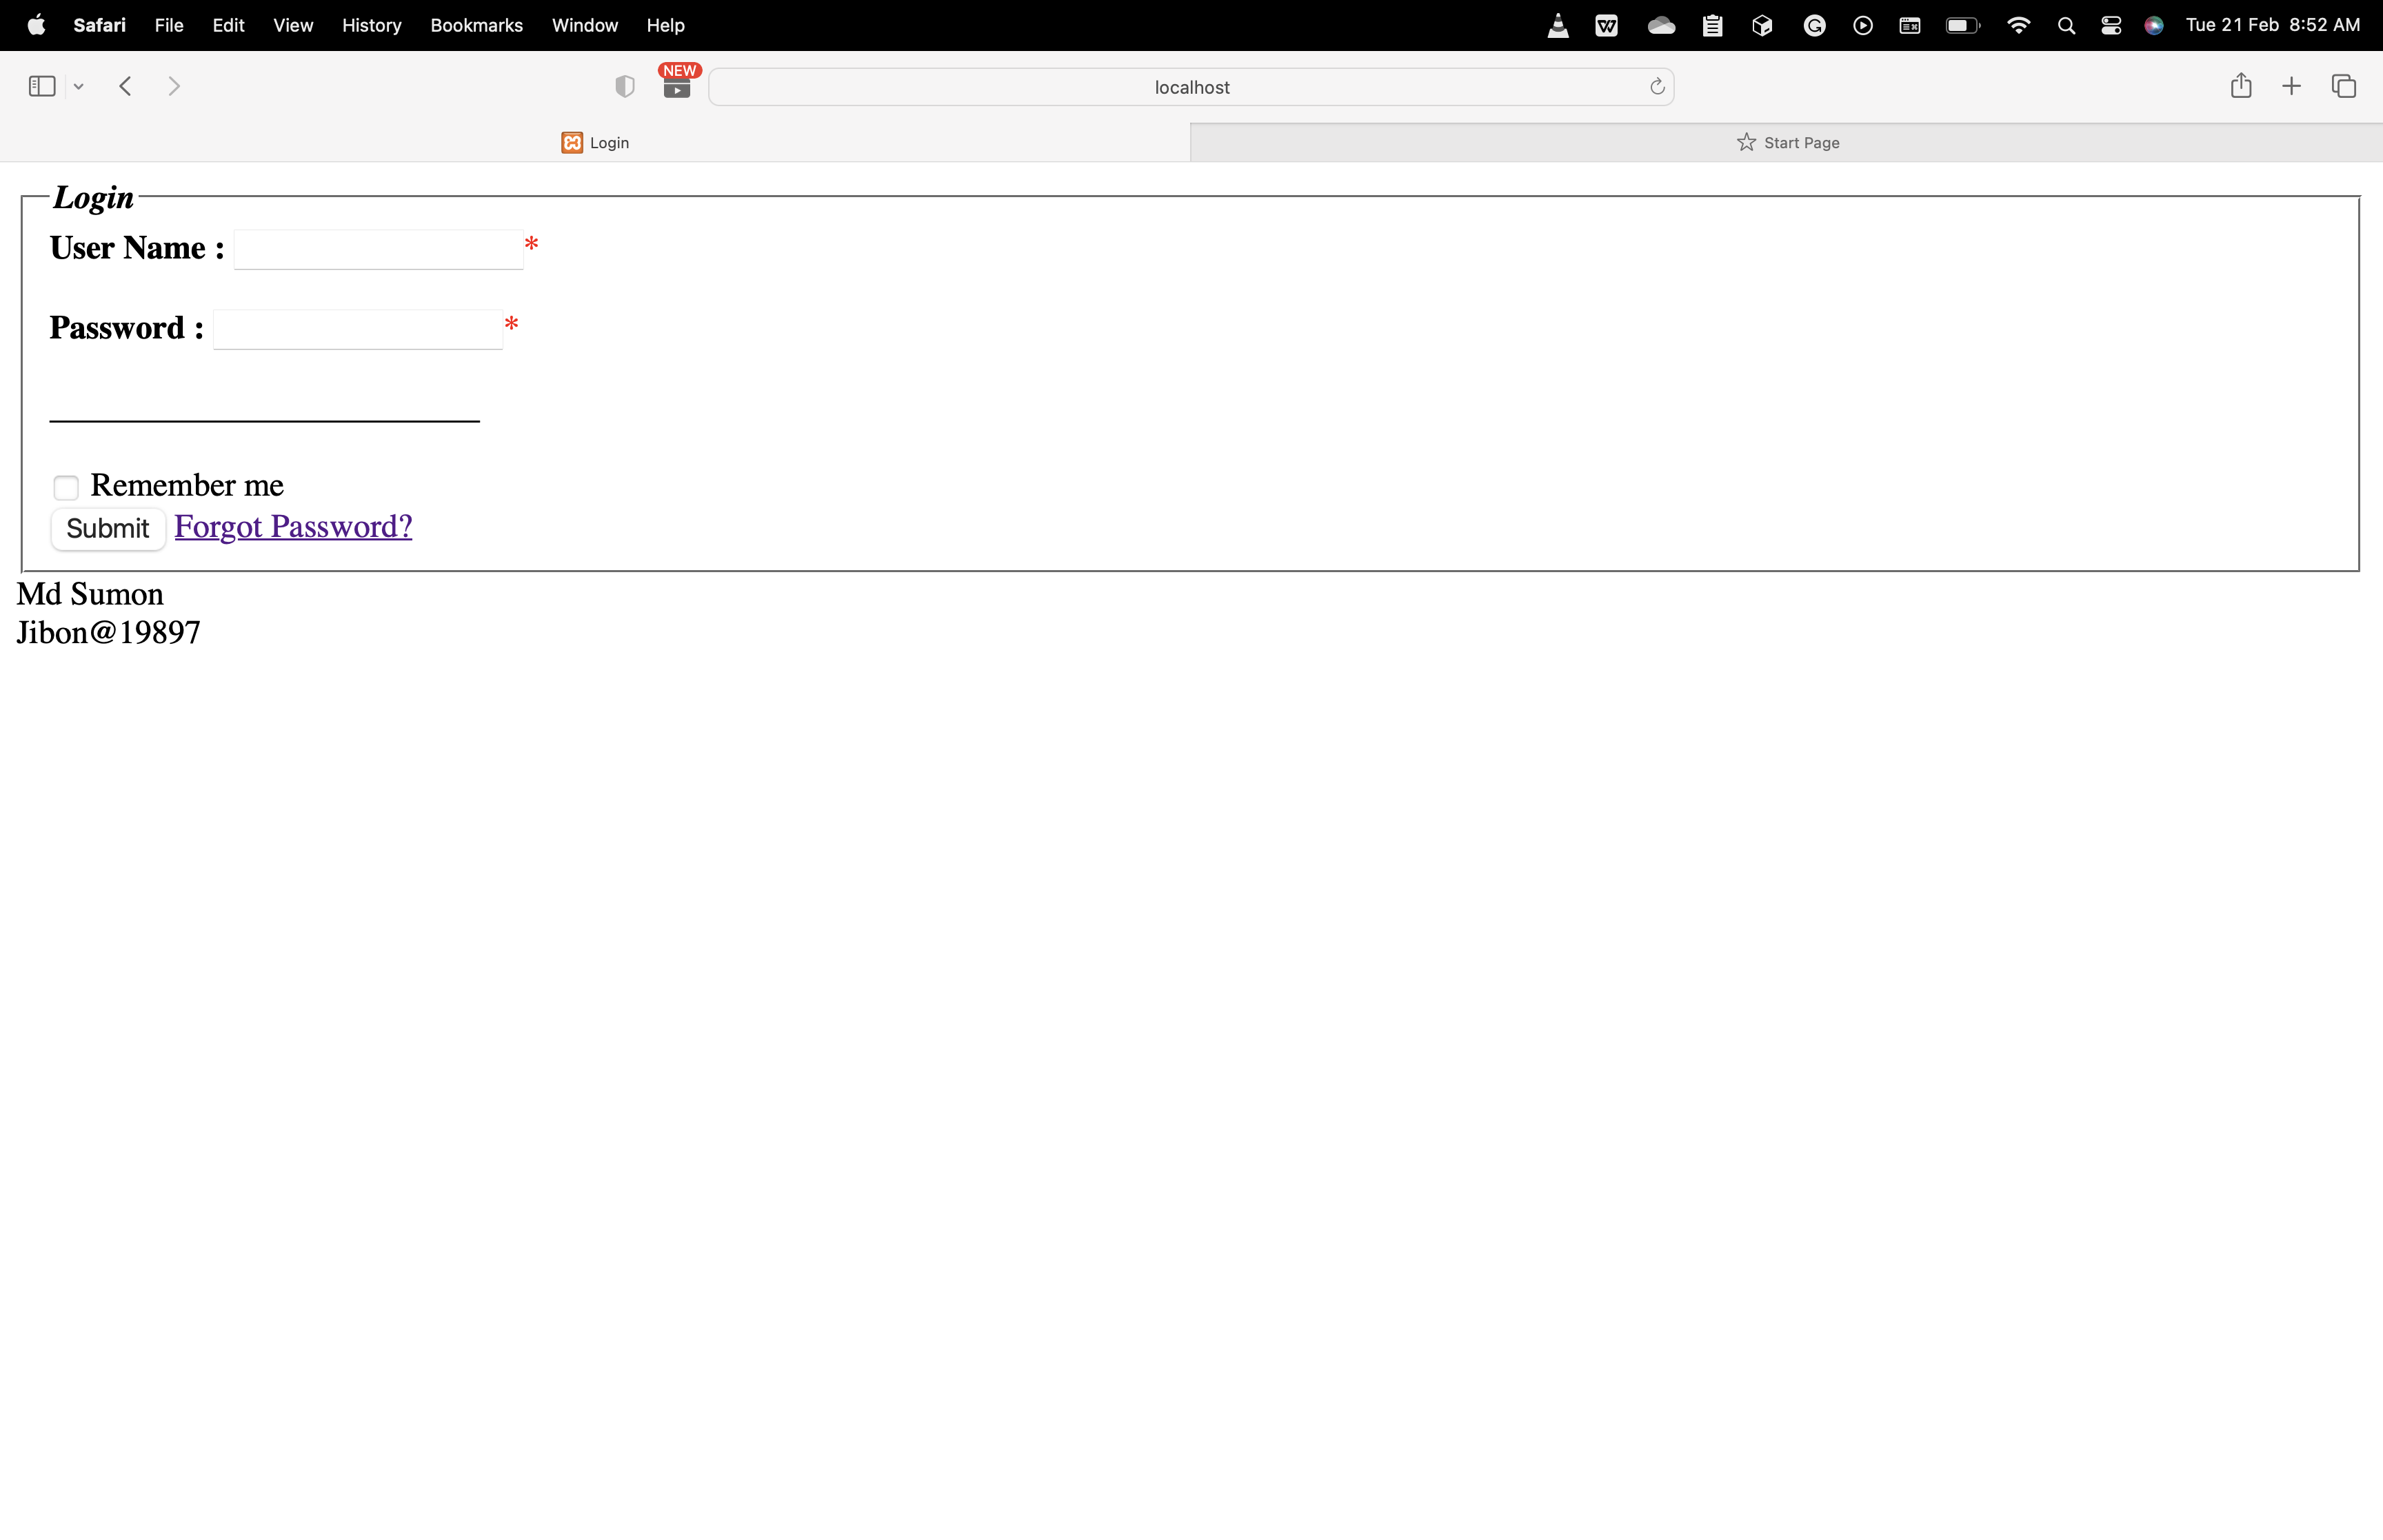 Safari File Edit View History Bookmarks Window Help Tue 21 Feb 8:52 AM
NEW
localhost
Login Start Page
Login
User Name : *
Password : *
Remember me
Submit Forgot Password?
Md Sumon
Jibon@19897